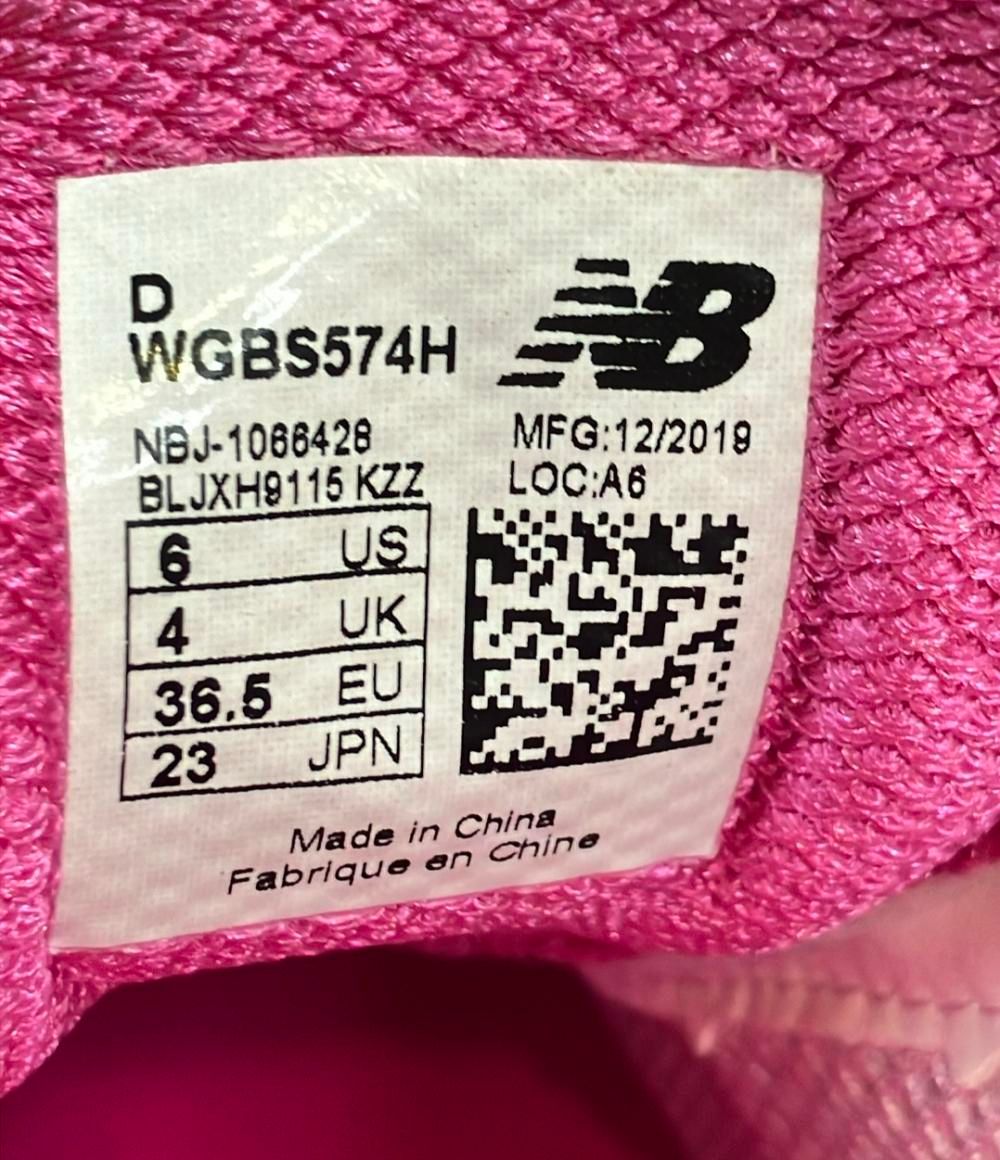 D
WGBS574H
NB
NBJ-1066428
BLJXH9115 KZZ
MFG:12/2019
LOC:A6
6 US
4 UK
36.5 EU
23 JPN
Made in China
Fabrique en Chine